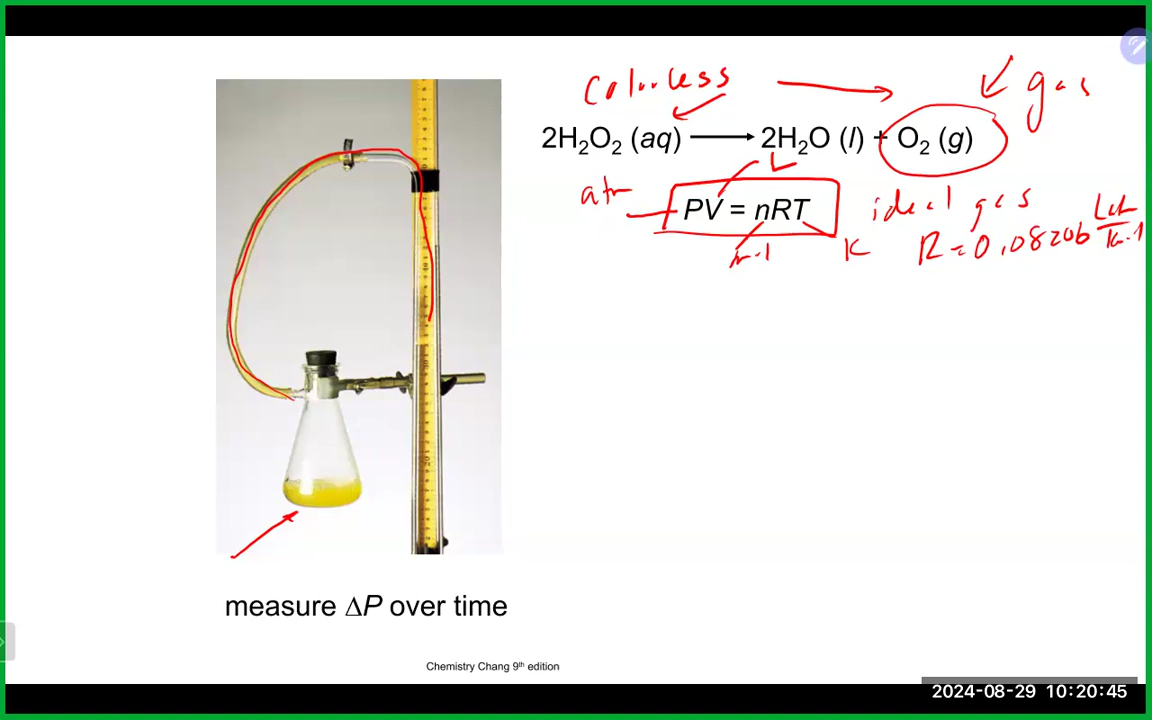 colorless
gas
2H₂O₂ (aq) ⟶ 2H₂O (l) + O₂ (g)
L
atm
PV = nRT
ideal gas
K
R = 0.08206
measure ΔP over time
Chemistry Chang 9th edition
2024-08-29 10:20:45